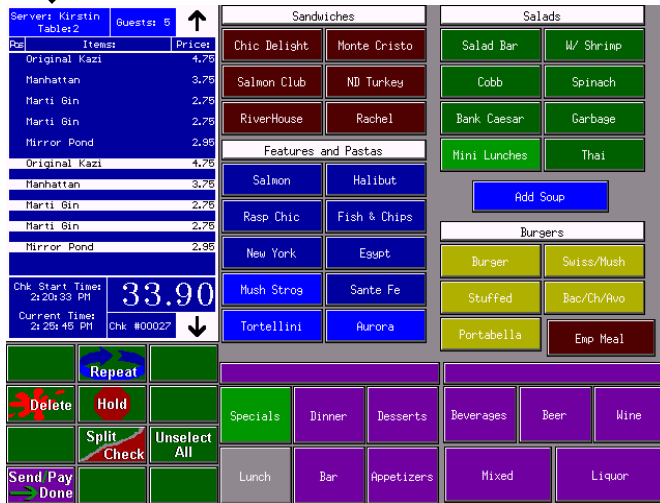 Server: Kirstin
Table:2
Guests: 5
Pos Items: Price:
Original Kazi 4.75
Manhattan 3.75
Marti Gin 2.75
Marti Gin 2.75
Mirror Pond 2.95
Original Kazi 4.75
Manhattan 3.75
Marti Gin 2.75
Marti Gin 2.75
Mirror Pond 2.95
Chk Start Time:
2:20:33 PM
33.90
Current Time:
2:25:45 PM
Chk #00027
Repeat
Delete Hold
Split
Check
Unselect
All
Send/Pay
Done
Sandwiches
Chic Delight Monte Cristo
Salmon Club ND Turkey
RiverHouse Rachel
Features and Pastas
Salmon Halibut
Rasp Chic Fish & Chips
New York Egypt
Mush Strog Sante Fe
Tortellini Aurora
Salads
Salad Bar W/ Shrimp
Cobb Spinach
Bank Caesar Garbage
Mini Lunches Thai
Add Soup
Burgers
Burger Swiss/Mush
Stuffed Bac/Ch/Avo
Portabella Emp Meal
Specials Dinner Desserts Beverages Beer Wine
Lunch Bar Appetizers Mixed Liquor